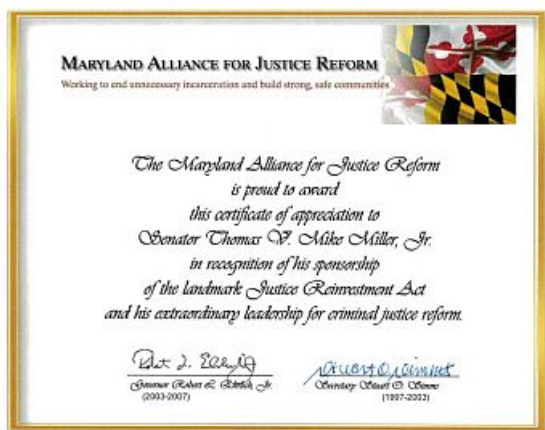 MARYLAND ALLIANCE FOR JUSTICE REFORM
Working to end unnecessary incarceration and build strong, safe communities
The Maryland Alliance for Justice Reform
is proud to award
this certificate of appreciation to
Senator Thomas V. Mike Miller, Jr.
in recognition of his sponsorship
of the landmark Justice Reinvestment Act
and his extraordinary leadership for criminal justice reform.
Governor Robert L. Ehrlich, Jr.
(2003-2007)
Secretary Stuart O. Simms
(1997-2003)